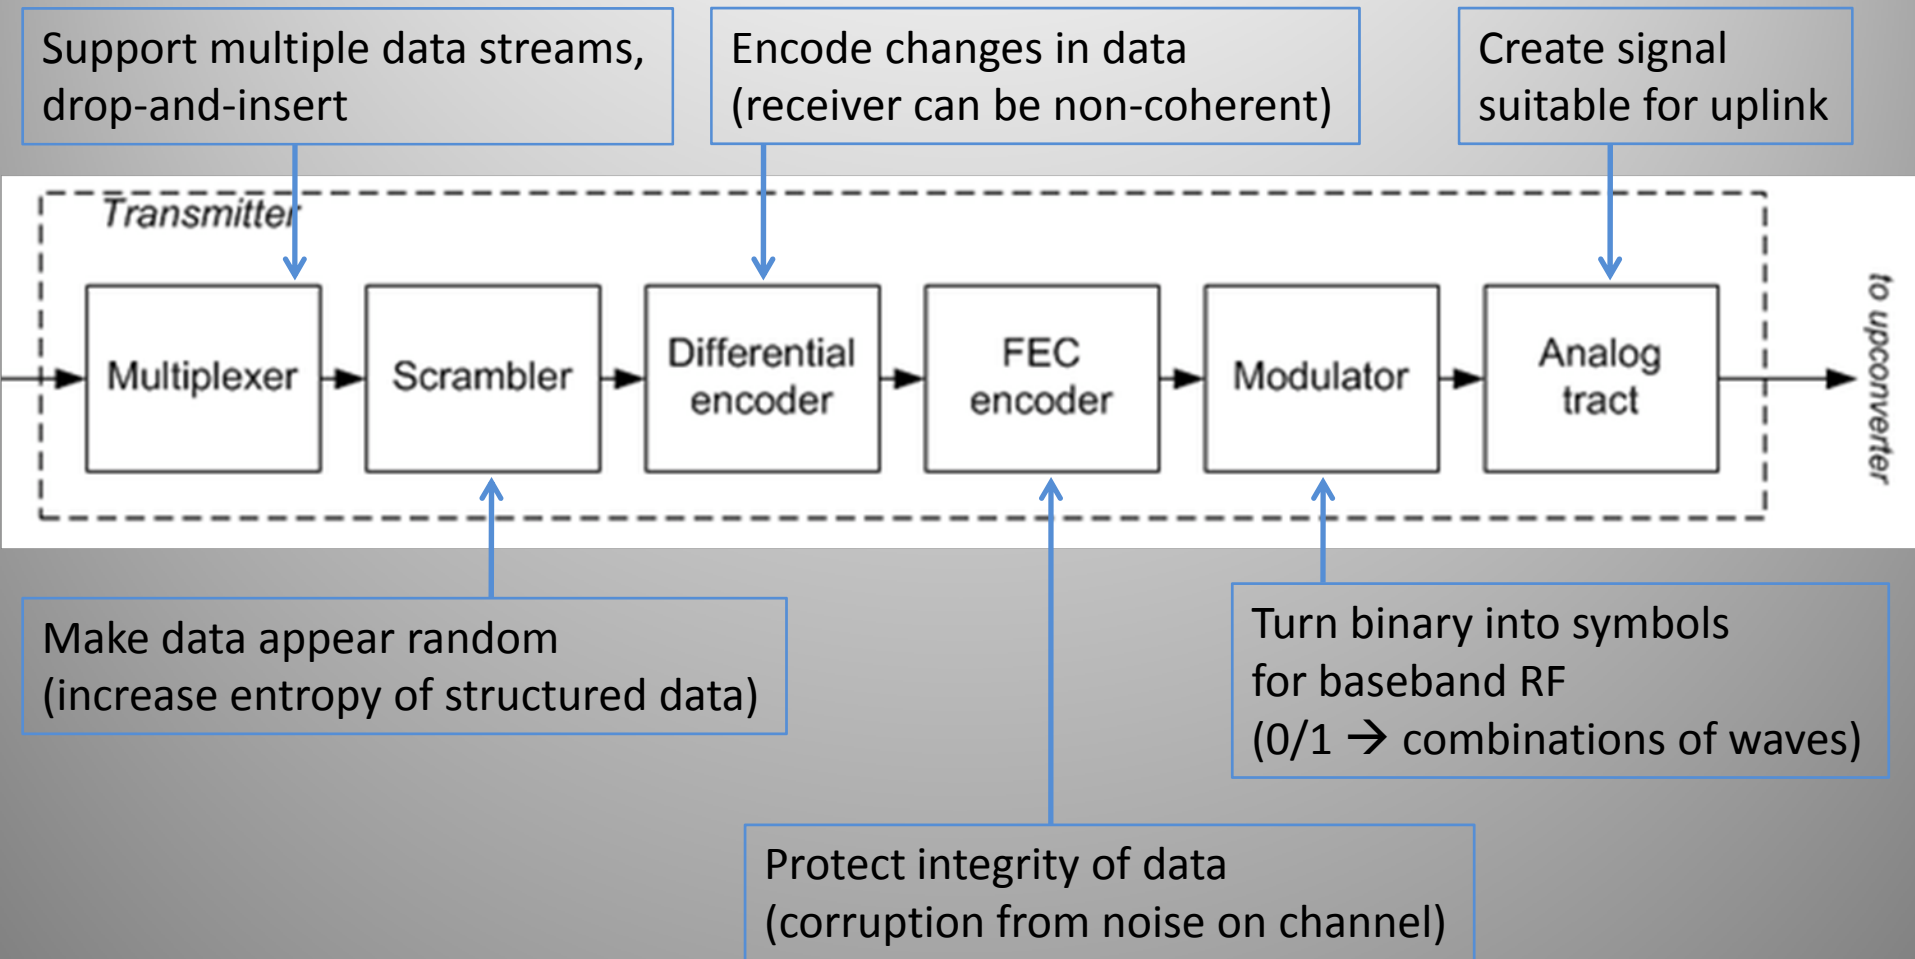 Support multiple data streams,
drop-and-insert
Encode changes in data
(receiver can be non-coherent)
Create signal
suitable for uplink
Transmitter
Multiplexer
Scrambler
Differential
encoder
FEC
encoder
Modulator
Analog
tract
to upconverter
Make data appear random
(increase entropy of structured data)
Turn binary into symbols
for baseband RF
(0/1 → combinations of waves)
Protect integrity of data
(corruption from noise on channel)